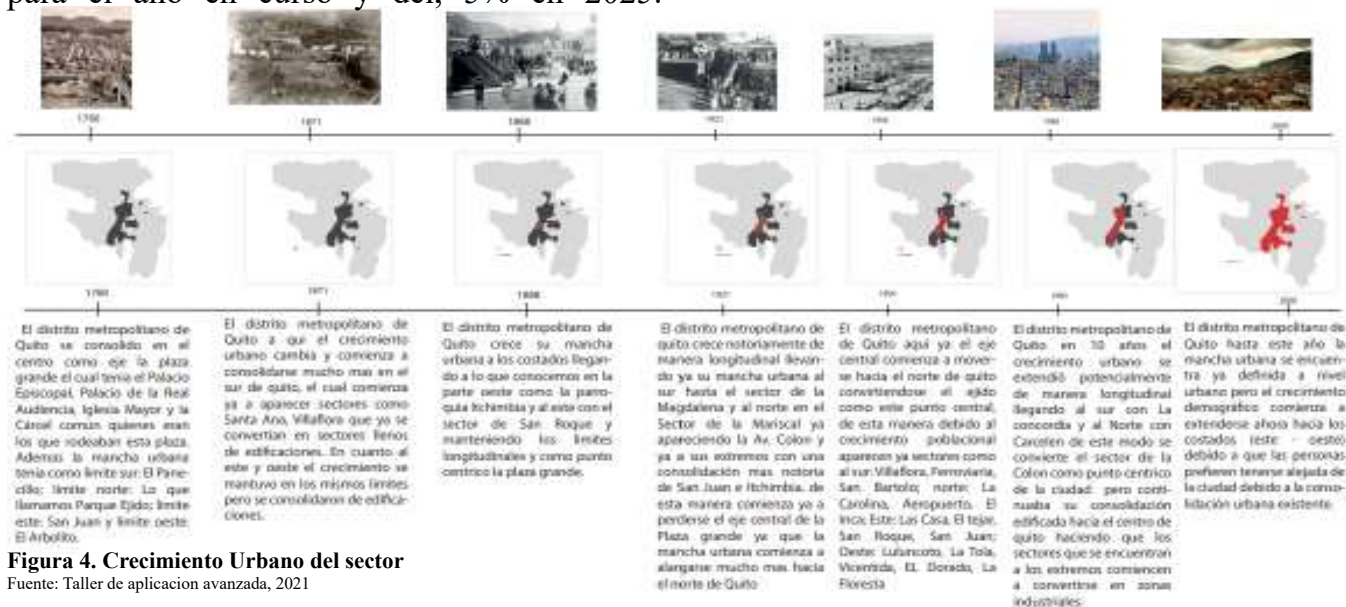 para el año en curso y del, 5% en 2023.
1760
1871
1888
1922
1760
1871
1888
1922
El distrito metropolitano de
Quito se consolido en el
centro como eje la plaza
grande el cual tenia el Palacio
Episcopal, Palacio de la Real
Audiencia, Iglesia Mayor y la
Cárcel común quienes eran
los que rodeaban esta plaza.
Ademas la mancha urbana
tenia como limite sur: El Pane-
cillo; limite norte: Lo que
llamamos Parque Ejido; limite
este: San Juan y limite oeste:
El Arbolito.
El distrito metropolitano de
Quito a qui el crecimiento
urbano cambia y comienza a
consolidarse mucho mas en el
sur de quito, el cual comienza
ya a aparecer sectores como
Santa Ana, Villaflora que ya se
convertian en sectores llenos
de edificaciones. En cuanto al
este y oeste el crecimiento se
mantuvo en los mismos limites
pero se consolidaron de edifica-
ciones.
El distrito metropolitano de
Quito crece su mancha
urbana a los costados llegan-
do a lo que conocemos en la
parte oeste como la parro-
quia Itchimbia y al este con el
sector de San Roque y
manteniendo los limites
longitudinales y como punto
centrico la plaza grande.
El distrito metropolitano de
quito crece notoriamente de
manera longitudinal llevan-
do ya su mancha urbana al
sur hasta el sector de la
Magdalena y al norte en el
Sector de la Mariscal ya
apareciendo la Av. Colon y
ya a sus extremos con una
consolidación mas notoria
de San Juan e Itchimbia. de
esta manera comienza ya a
perderse el eje central de la
Plaza grande ya que la
mancha urbana comienza a
alargarse mucho mas hacia
el norte de Quito
El distrito metropolitano
de Quito aqui ya el eje
central comienza a mover-
se hacia el norte de quito
convirtiendose el ejido
como este punto central,
de esta manera debido al
crecimiento poblacional
aparecen ya sectores como
al sur: Villaflora, Ferroviaria,
San Bartolo; norte: La
Carolina, Aeropuerto, El
Inca; Este: Las Casa, El tejar,
San Roque, San Juan;
Oeste: Luluncoto, La Tola,
Vicentida, EL Dorado, La
Floresta
El distrito metropolitano de
Quito en 10 años el
crecimiento urbano se
extendió potencialmente
de manera longitudinal
llegando al sur con La
concordia y al Norte con
Carcelen de este modo se
convierte el sector de la
Colon como punto centrico
de la ciudad. pero conti-
nuaba su consolidación
edificada hacia el centro de
quito haciendo que los
sectores que se encuentran
a los extremos comiencen
a convertirse en zonas
industriales
El distrito metropolitano de
Quito hasta este año la
mancha urbana se encuen-
tra ya definida a nivel
urbano pero el crecimiento
demográfico comienza a
extenderse ahora hacia los
costados (este - oeste)
debido a que las personas
prefieren tenerse alejada de
la ciudad debido a la conso-
lidación urbana existente.
Figura 4. Crecimiento Urbano del sector
Fuente: Taller de aplicacion avanzada, 2021